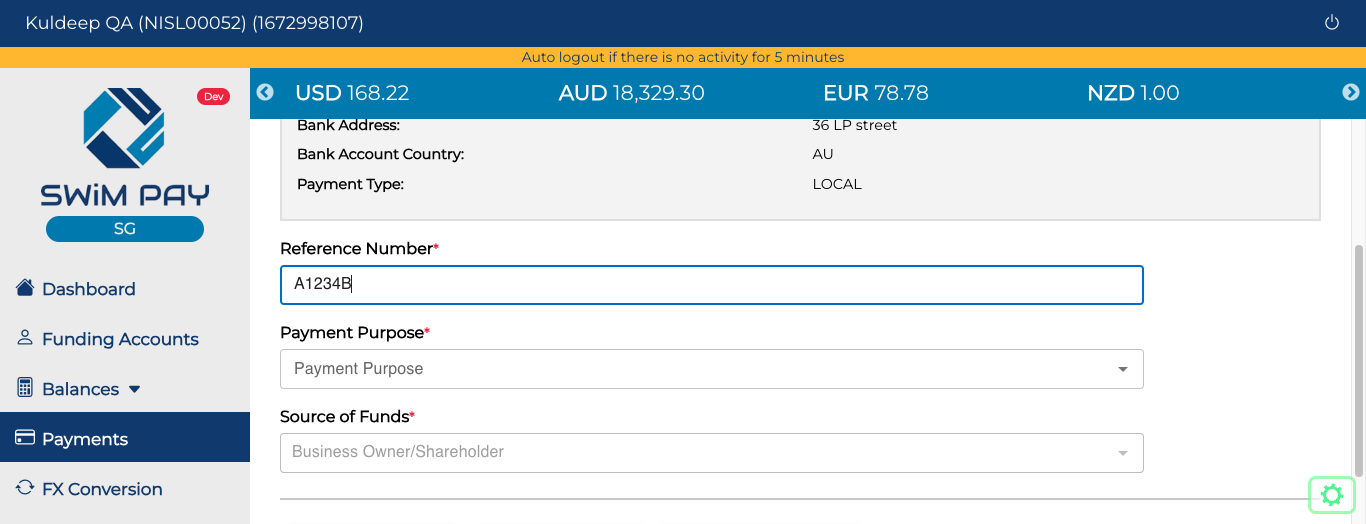 Kuldeep QA (NISL00052) (1672998107)
Auto logout if there is no activity for 5 minutes
Dev
USD 168.22 AUD 18,329.30 EUR 78.78 NZD 1.00
SWiM PAY
SG
Dashboard
Funding Accounts
Balances
Payments
FX Conversion
Bank Address: 36 LP street
Bank Account Country: AU
Payment Type: LOCAL
Reference Number*
A1234B
Payment Purpose*
Payment Purpose
Source of Funds*
Business Owner/Shareholder